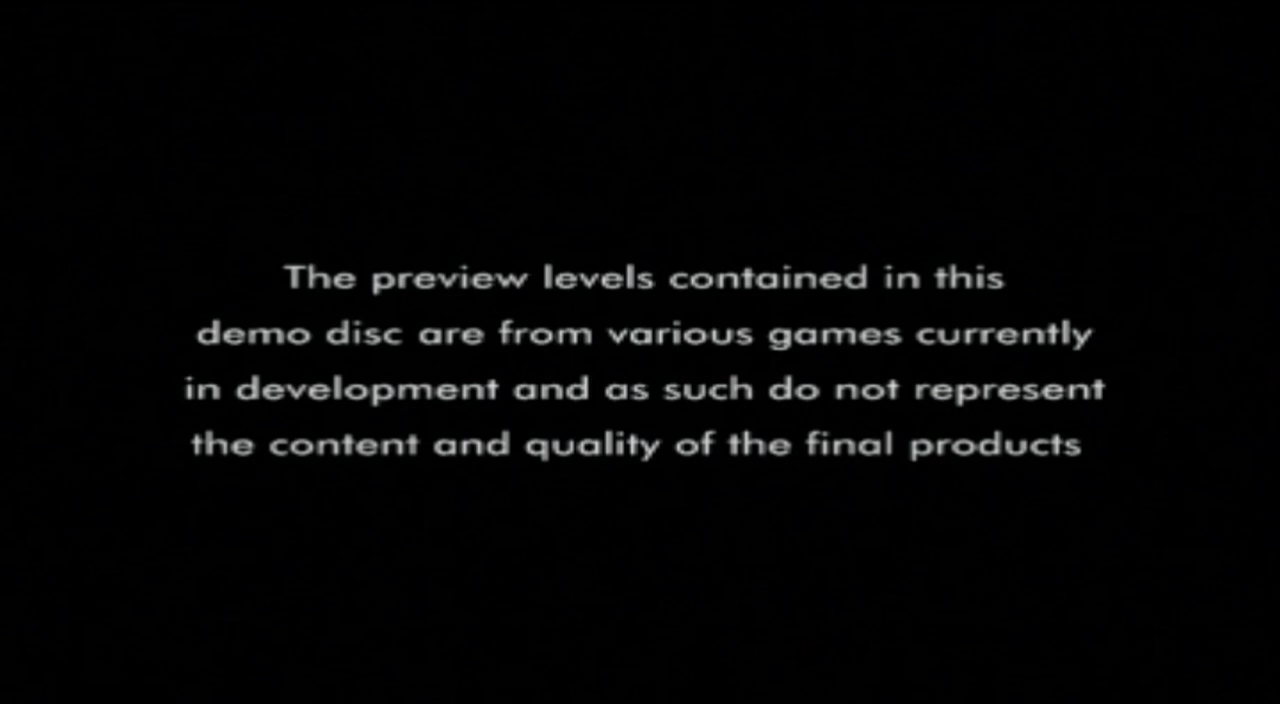 The preview levels contained in this
demo disc are from various games currently
in development and as such do not represent
the content and quality of the final products